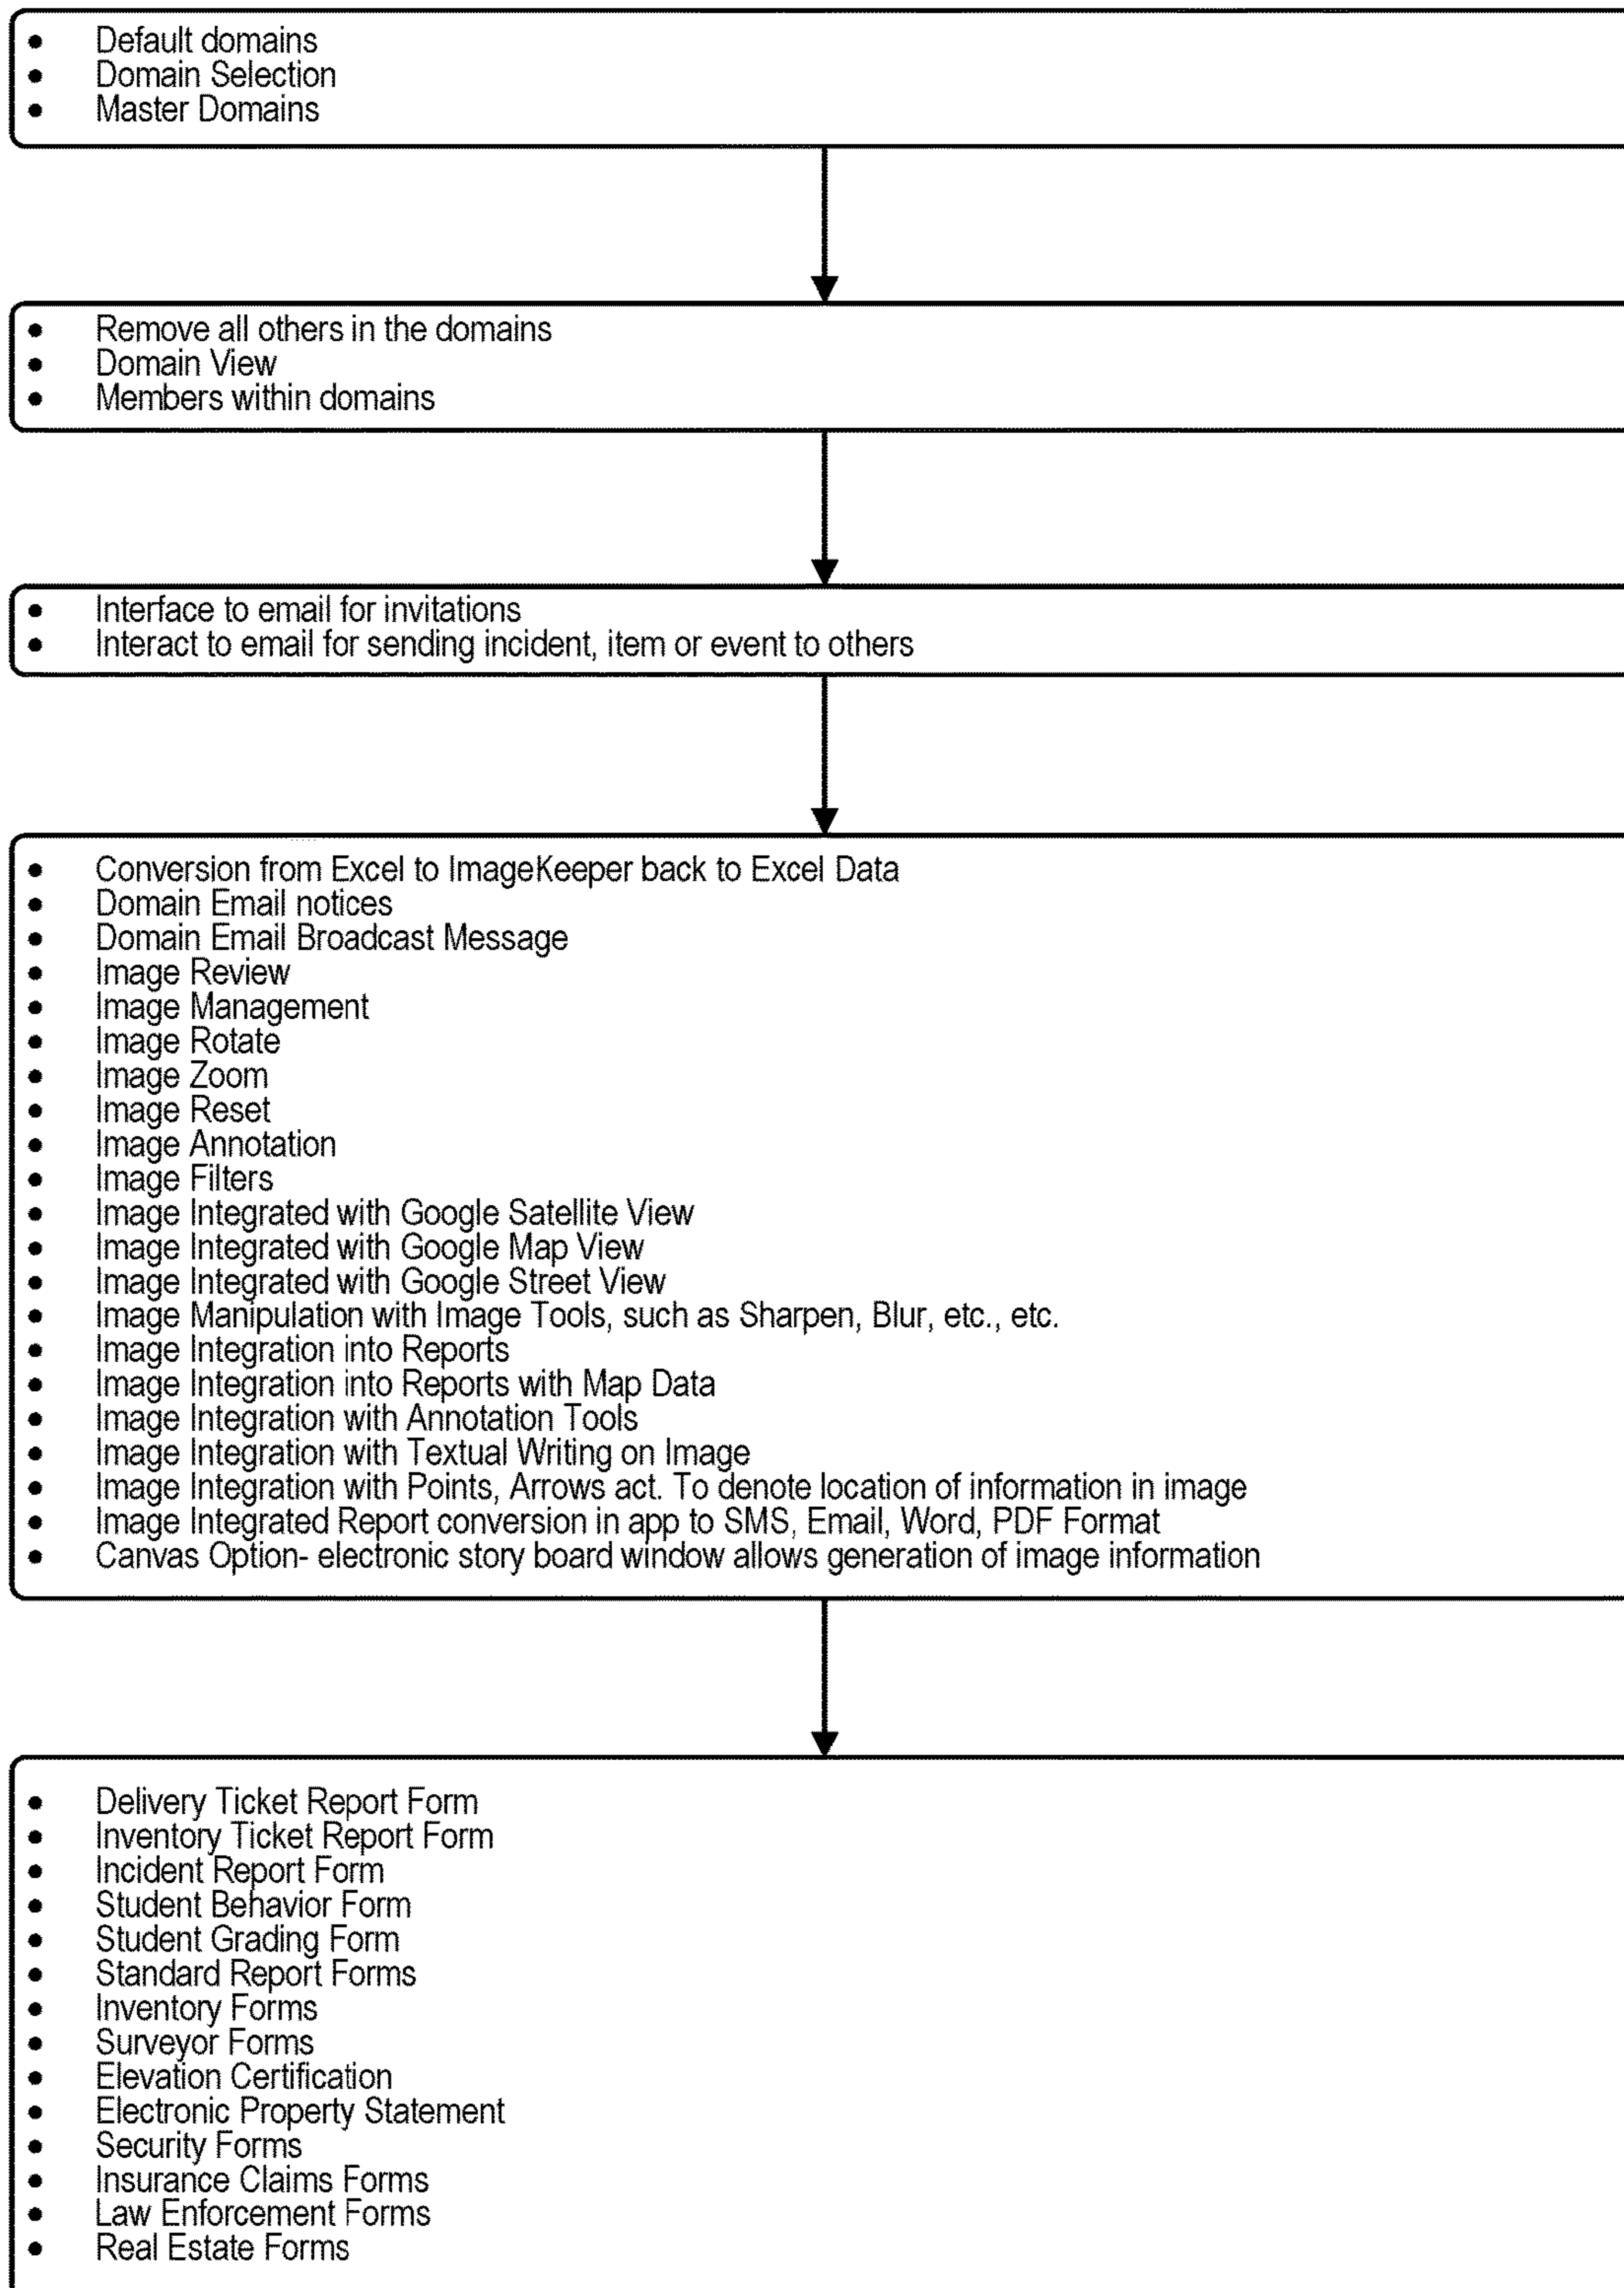 • Default domains
• Domain Selection
• Master Domains
• Remove all others in the domains
• Domain View
• Members within domains
• Interface to email for invitations
• Interact to email for sending incident, item or event to others
• Conversion from Excel to ImageKeeper back to Excel Data
• Domain Email notices
• Domain Email Broadcast Message
• Image Review
• Image Management
• Image Rotate
• Image Zoom
• Image Reset
• Image Annotation
• Image Filters
• Image Integrated with Google Satellite View
• Image Integrated with Google Map View
• Image Integrated with Google Street View
• Image Manipulation with Image Tools, such as Sharpen, Blur, etc., etc.
• Image Integration into Reports
• Image Integration into Reports with Map Data
• Image Integration with Annotation Tools
• Image Integration with Textual Writing on Image
• Image Integration with Points, Arrows act. To denote location of information in image
• Image Integrated Report conversion in app to SMS, Email, Word, PDF Format
• Canvas Option- electronic story board window allows generation of image information
• Delivery Ticket Report Form
• Inventory Ticket Report Form
• Incident Report Form
• Student Behavior Form
• Student Grading Form
• Standard Report Forms
• Inventory Forms
• Surveyor Forms
• Elevation Certification
• Electronic Property Statement
• Security Forms
• Insurance Claims Forms
• Law Enforcement Forms
• Real Estate Forms